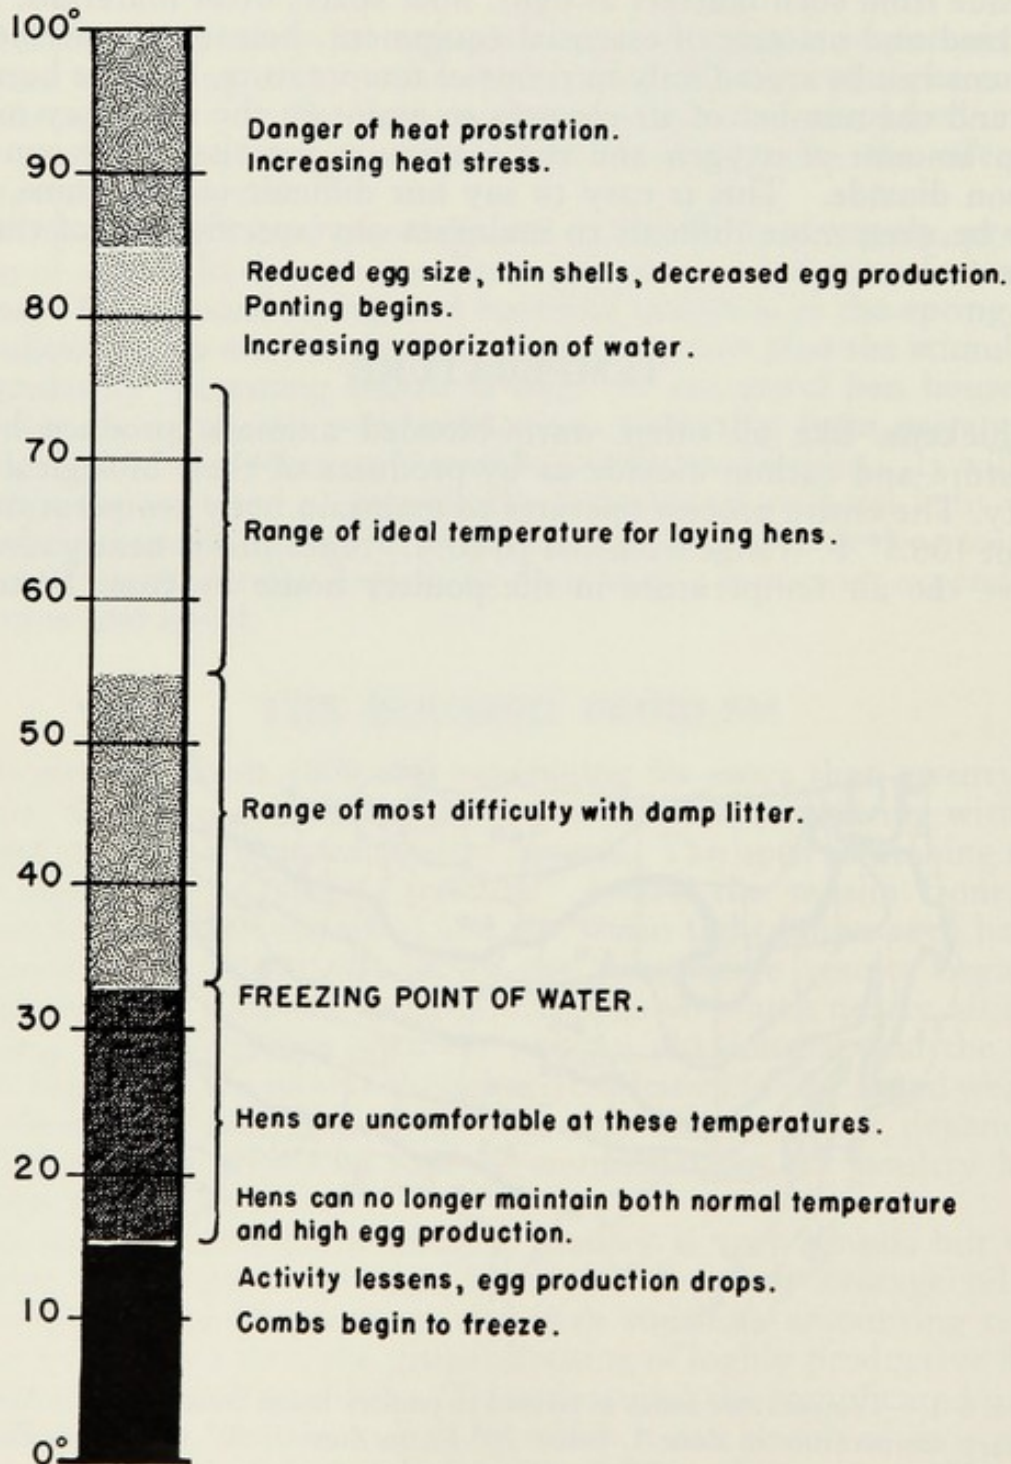 100°
Danger of heat prostration.
Increasing heat stress.
90
Reduced egg size, thin shells, decreased egg production.
80
Panting begins.
Increasing vaporization of water.
70
Range of ideal temperature for laying hens.
60
50
Range of most difficulty with damp litter.
40
FREEZING POINT OF WATER.
30
Hens are uncomfortable at these temperatures.
20
Hens can no longer maintain both normal temperature
and high egg production.
Activity lessens, egg production drops.
10
Combs begin to freeze.
0°